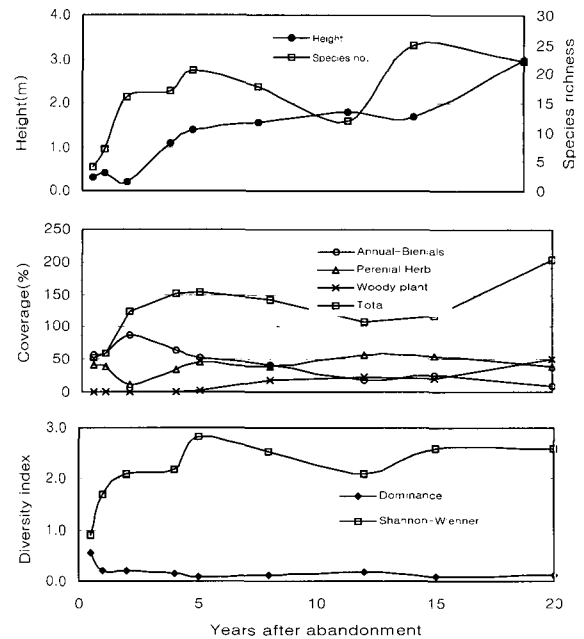 4.0
3.0
2.0
1.0
0.0
Height(m)
Height
Species no.
30
25
20
15
10
5
0
Species richness
250
200
150
100
50
0
Coverage(%)
Annual-Bienials
Perenial Herb
Woody plant
Tota
3.0
2.0
1.0
0.0
Diversity index
Dominance
Shannon-Wienner
0 5 10 15 20
Years after abandonment